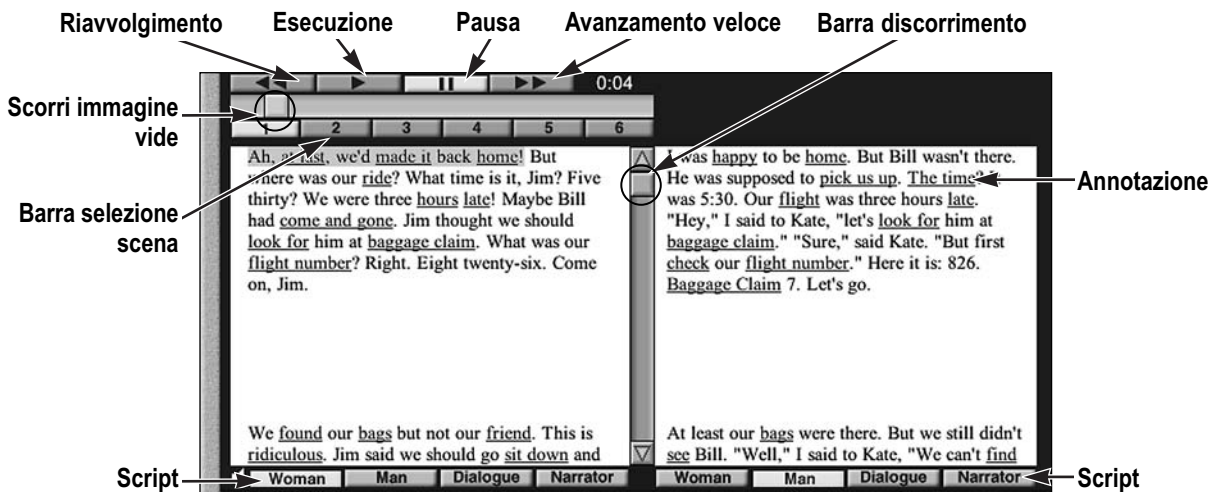 Riavvolgimento
Esecuzione
Pausa
Avanzamento veloce
Barra discorrimento
0:04
Scorri immagine
vide
1 2 3 4 5 6
Barra selezione
scena
Ah, at last, we'd made it back home! But
where was our ride? What time is it, Jim? Five
thirty? We were three hours late! Maybe Bill
had come and gone. Jim thought we should
look for him at baggage claim. What was our
flight number? Right. Eight twenty-six. Come
on, Jim.
We found our bags but not our friend. This is
ridiculous. Jim said we should go sit down and
I was happy to be home. But Bill wasn't there.
He was supposed to pick us up. The time?
was 5:30. Our flight was three hours late.
"Hey," I said to Kate, "let's look for him at
baggage claim." "Sure," said Kate. "But first
check our flight number." Here it is: 826.
Baggage Claim 7. Let's go.
At least our bags were there. But we still didn't
see Bill. "Well," I said to Kate, "We can't find
Annotazione
Script
Woman Man Dialogue Narrator
Woman Man Dialogue Narrator
Script